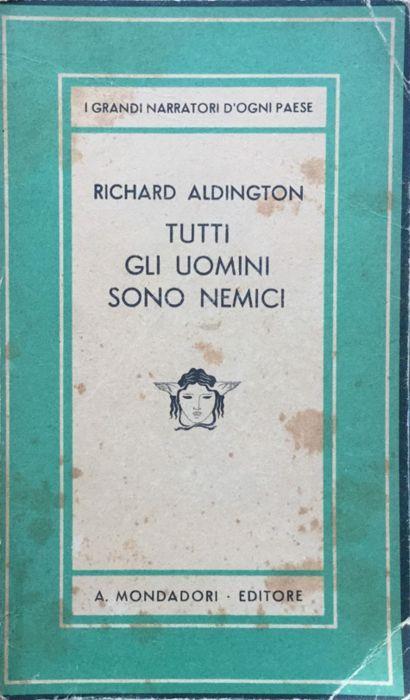 I GRANDI NARRATORI D'OGNI PAESE
RICHARD ALDINGTON
TUTTI
GLI UOMINI
SONO NEMICI
A. MONDADORI · EDITORE